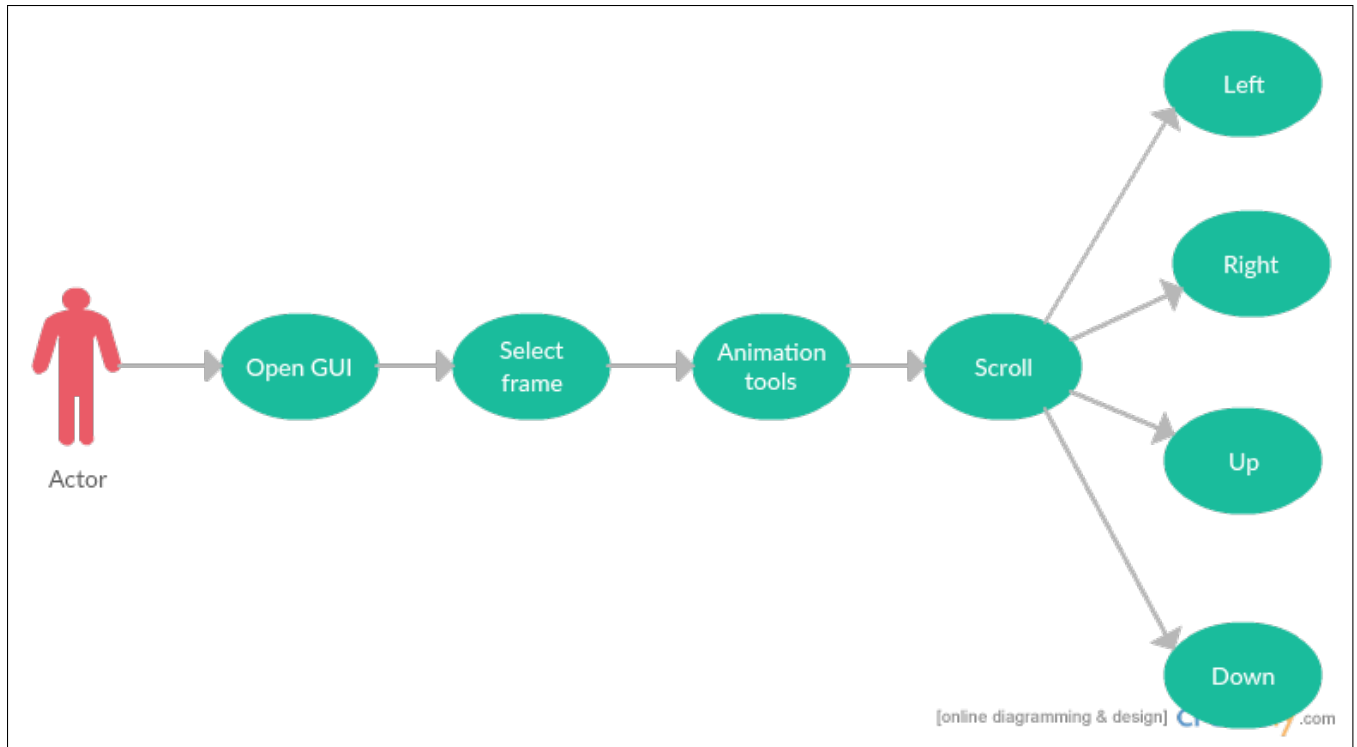 Left
Right
Select
frame
Animation
tools
Open GUI
Scroll
Up
Actor
Down
[online diagramming & design]
.com